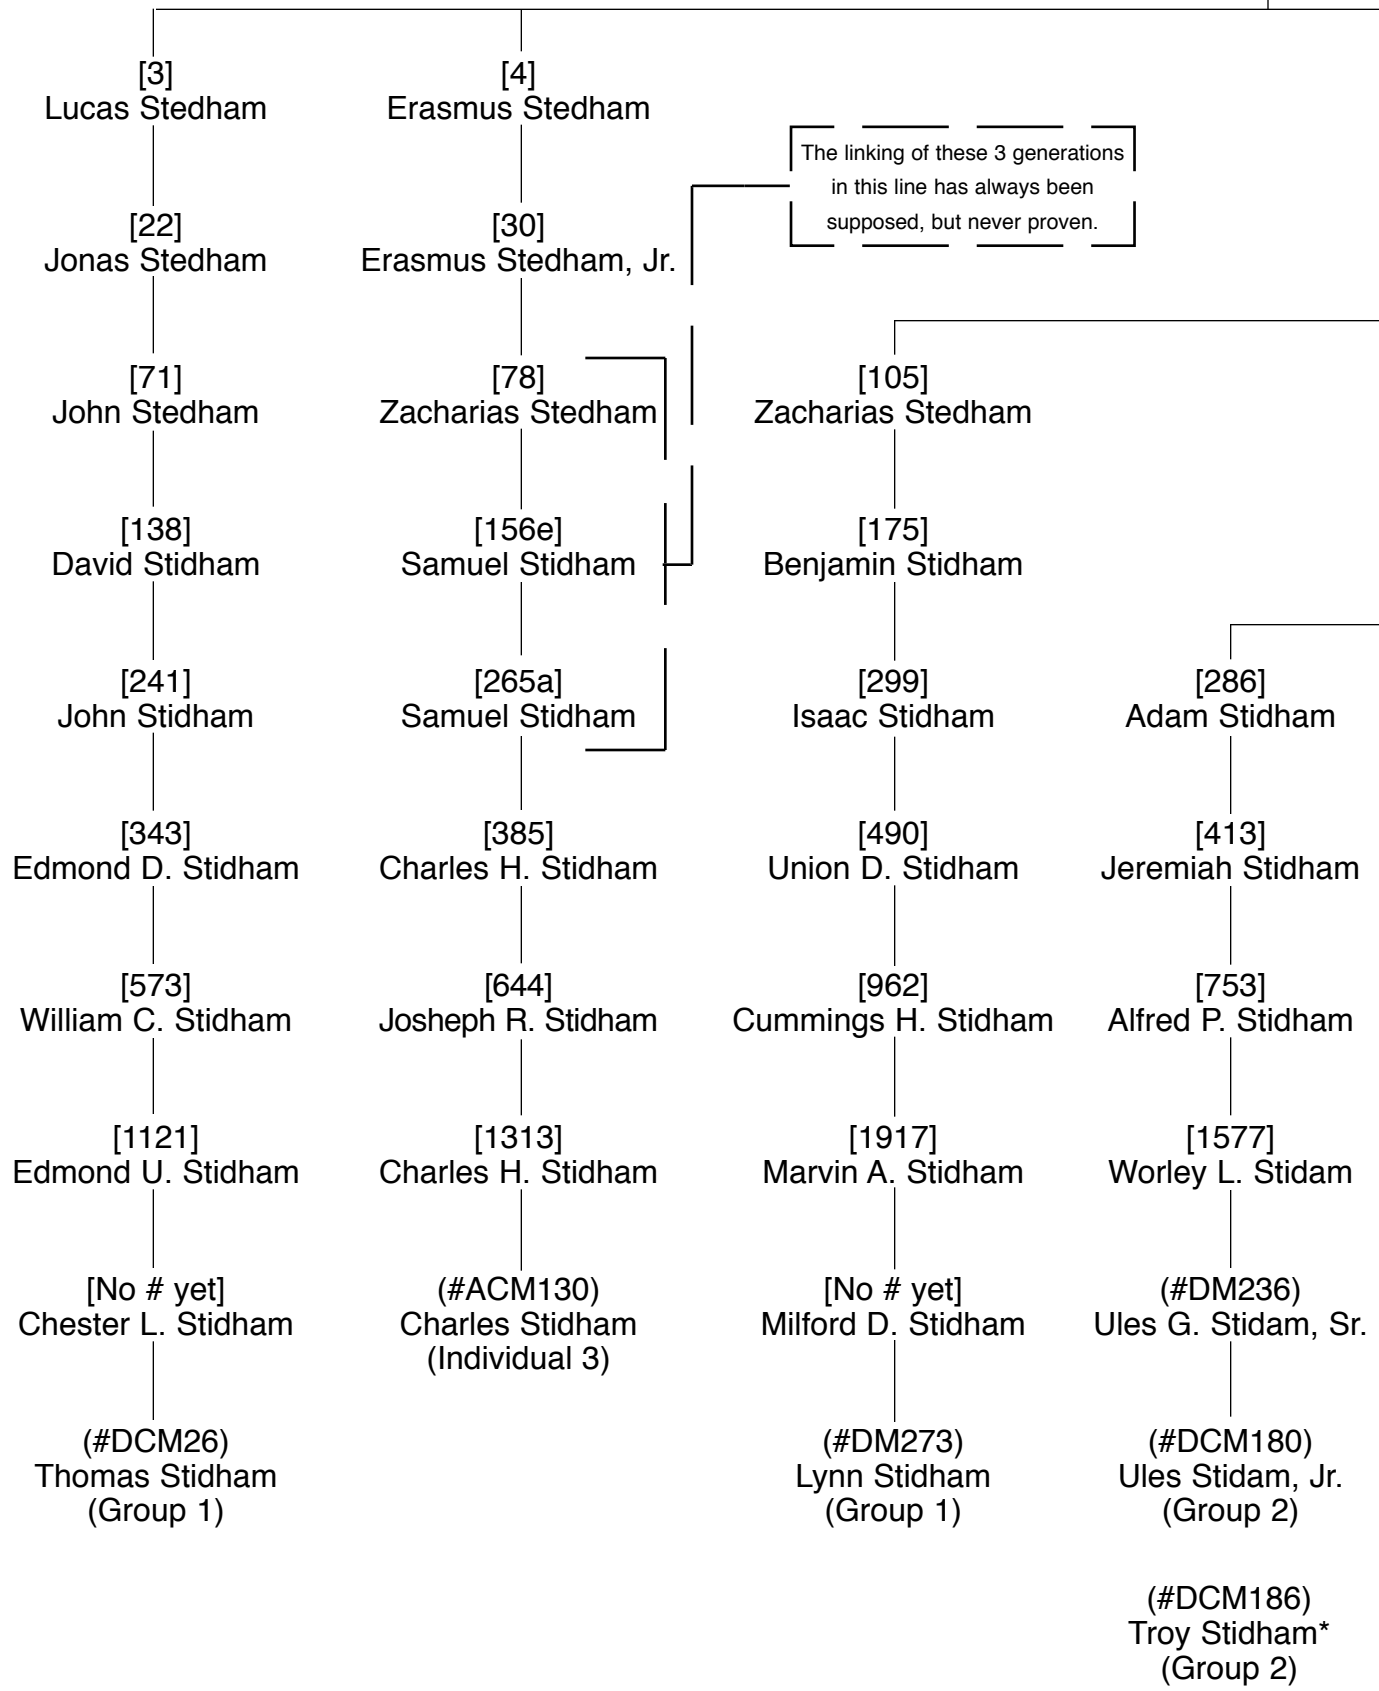 [3]
Lucas Stedham
[4]
Erasmus Stedham
The linking of these 3 generations
in this line has always been
supposed, but never proven.
[22]
Jonas Stedham
[30]
Erasmus Stedham, Jr.
[71]
John Stedham
[78]
Zacharias Stedham
[105]
Zacharias Stedham
[138]
David Stidham
[156e]
Samuel Stidham
[175]
Benjamin Stidham
[241]
John Stidham
[265a]
Samuel Stidham
[299]
Isaac Stidham
[286]
Adam Stidham
[343]
Edmond D. Stidham
[385]
Charles H. Stidham
[490]
Union D. Stidham
[413]
Jeremiah Stidham
[573]
William C. Stidham
[644]
Josheph R. Stidham
[962]
Cummings H. Stidham
[753]
Alfred P. Stidham
[1121]
Edmond U. Stidham
[1313]
Charles H. Stidham
[1917]
Marvin A. Stidham
[1577]
Worley L. Stidam
[No # yet]
Chester L. Stidham
(#ACM130)
Charles Stidham
(Individual 3)
[No # yet]
Milford D. Stidham
(#DM236)
Ules G. Stidam, Sr.
(#DCM26)
Thomas Stidham
(Group 1)
(#DM273)
Lynn Stidham
(Group 1)
(#DCM180)
Ules Stidam, Jr.
(Group 2)
(#DCM186)
Troy Stidham*
(Group 2)